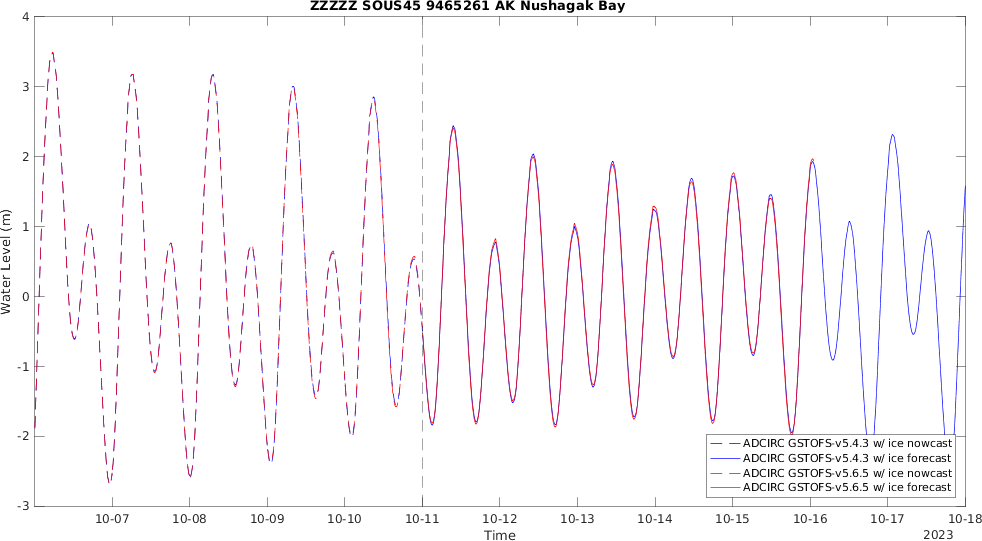 ZZZZZ SOUS45 9465261 AK Nushagak Bay
4
3
2
1
0
-1
-2
-3
Water Level (m)
ADCIRC GSTOFS-v5.4.3 w/ ice nowcast
ADCIRC GSTOFS-v5.4.3 w/ ice forecast
ADCIRC GSTOFS-v5.6.5 w/ ice nowcast
ADCIRC GSTOFS-v5.6.5 w/ ice forecast
10-07 10-08 10-09 10-10 10-11 10-12 10-13 10-14 10-15 10-16 10-17 10-18
Time
2023